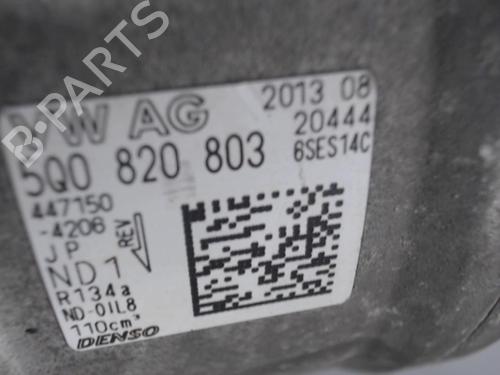 VW AG
2013 08
20444
5Q0 820 803
6SES14C
447150
-4206
REV
JP
ND1
R134a
ND-OIL8
110cm³
DENSO
B-PARTS